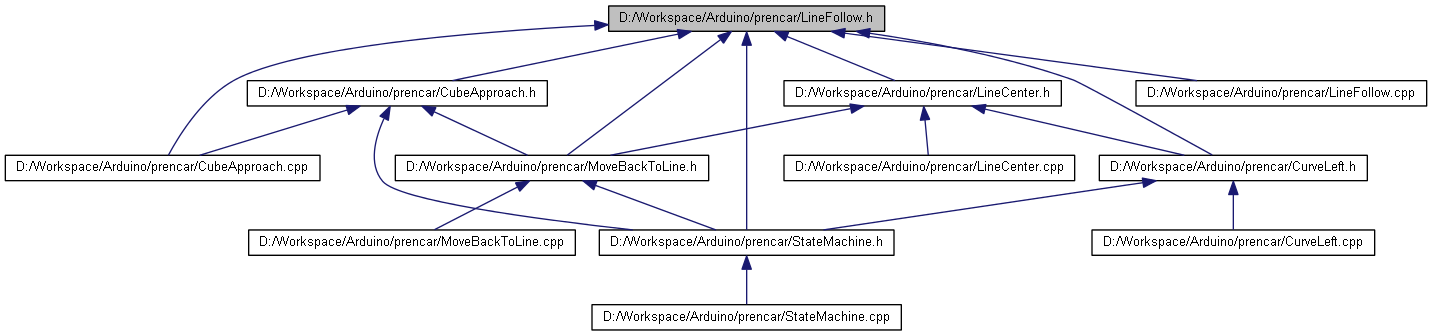 D:/Workspace/Arduino/prencar/LineFollow.h
D:/Workspace/Arduino/prencar/CubeApproach.h
D:/Workspace/Arduino/prencar/LineCenter.h
D:/Workspace/Arduino/prencar/LineFollow.cpp
D:/Workspace/Arduino/prencar/CubeApproach.cpp
D:/Workspace/Arduino/prencar/MoveBackToLine.h
D:/Workspace/Arduino/prencar/LineCenter.cpp
D:/Workspace/Arduino/prencar/CurveLeft.h
D:/Workspace/Arduino/prencar/MoveBackToLine.cpp
D:/Workspace/Arduino/prencar/StateMachine.h
D:/Workspace/Arduino/prencar/CurveLeft.cpp
D:/Workspace/Arduino/prencar/StateMachine.cpp